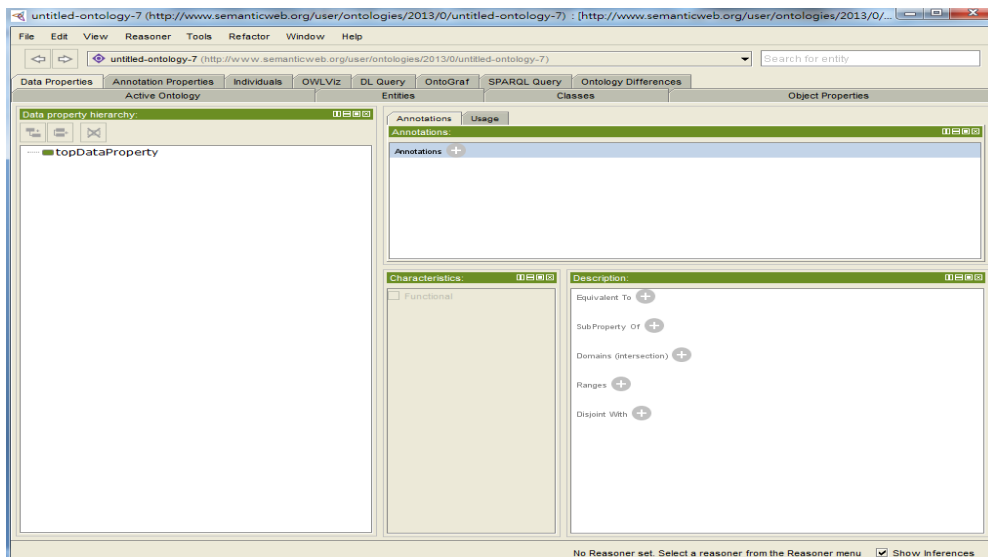 untitled-ontology-7 (http://www.semanticweb.org/user/ontologies/2013/0/untitled-ontology-7) : [http://www.semanticweb.org/user/ontologies/2013/0/...
File Edit View Reasoner Tools Refactor Window Help
untitled-ontology-7 (http://www.semanticweb.org/user/ontologies/2013/0/untitled-ontology-7)
Search for entity
Data Properties Annotation Properties Individuals OWLViz DL Query OntoGraf SPARQL Query Ontology Differences
Active Ontology Entities Classes Object Properties
Data property hierarchy:
topDataProperty
Annotations Usage
Annotations:
Annotations
Characteristics:
Functional
Description:
Equivalent To
SubProperty Of
Domains (intersection)
Ranges
Disjoint With
No Reasoner set. Select a reasoner from the Reasoner menu Show Inferences